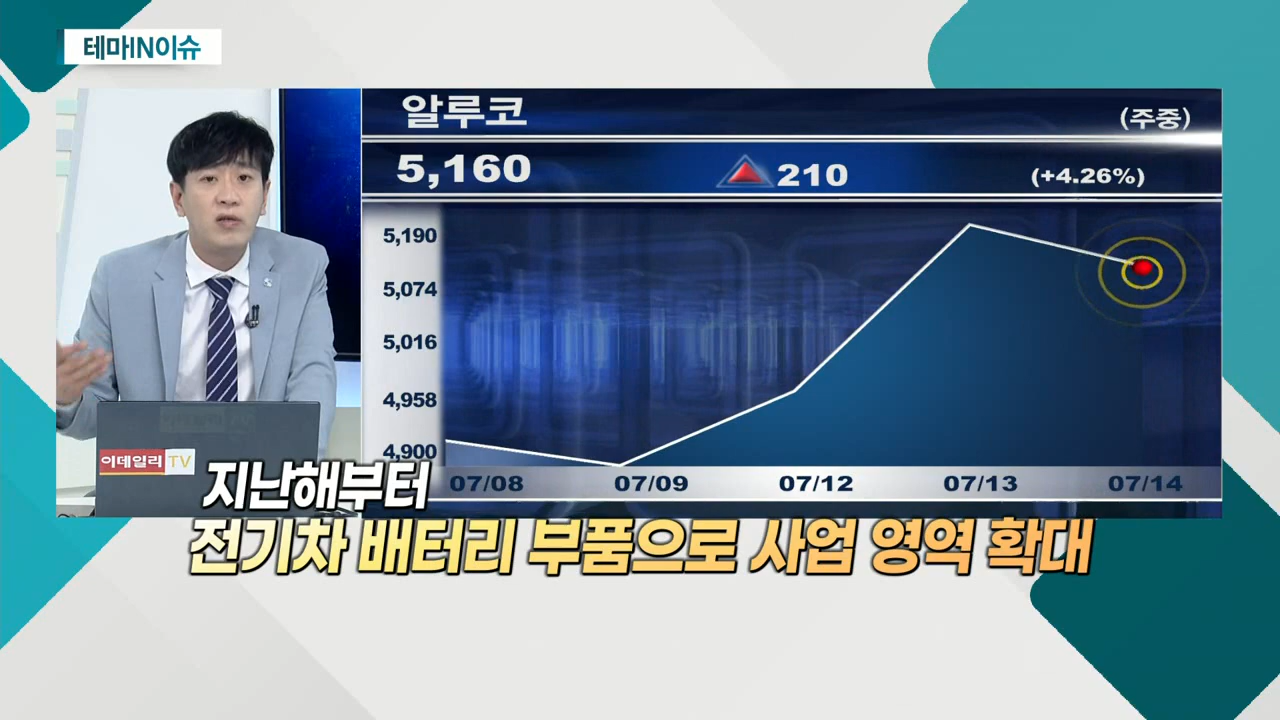 테마IN이슈
알루코
(주중)
5,160
210
(+4.26%)
5,190
5,074
5,016
4,958
4,900
07/08
07/09
07/12
07/13
07/14
이데일리TV
지난해부터
전기차 배터리 부품으로 사업 영역 확대